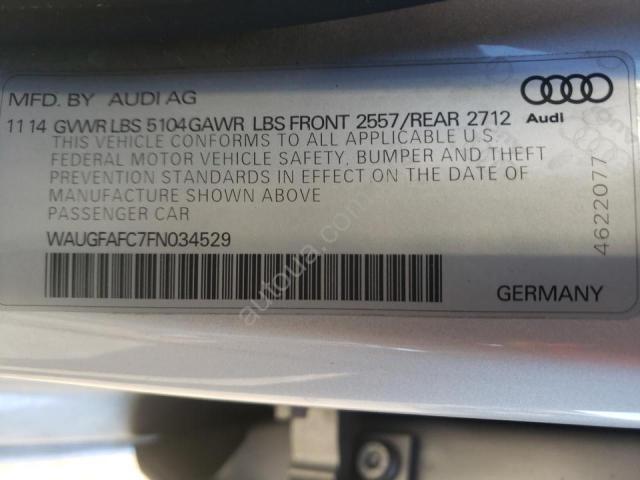 MFD. BY AUDI AG
Audi
11 14 GVWR LBS 5104 GAWR LBS FRONT 2557/REAR 2712
THIS VEHICLE CONFORMS TO ALL APPLICABLE U.S.
FEDERAL MOTOR VEHICLE SAFETY, BUMPER AND THEFT
PREVENTION STANDARDS IN EFFECT ON THE DATE OF
MANUFACTURE SHOWN ABOVE
PASSENGER CAR
4622077
WAUGFAFC7FN034529
GERMANY
autoua.com